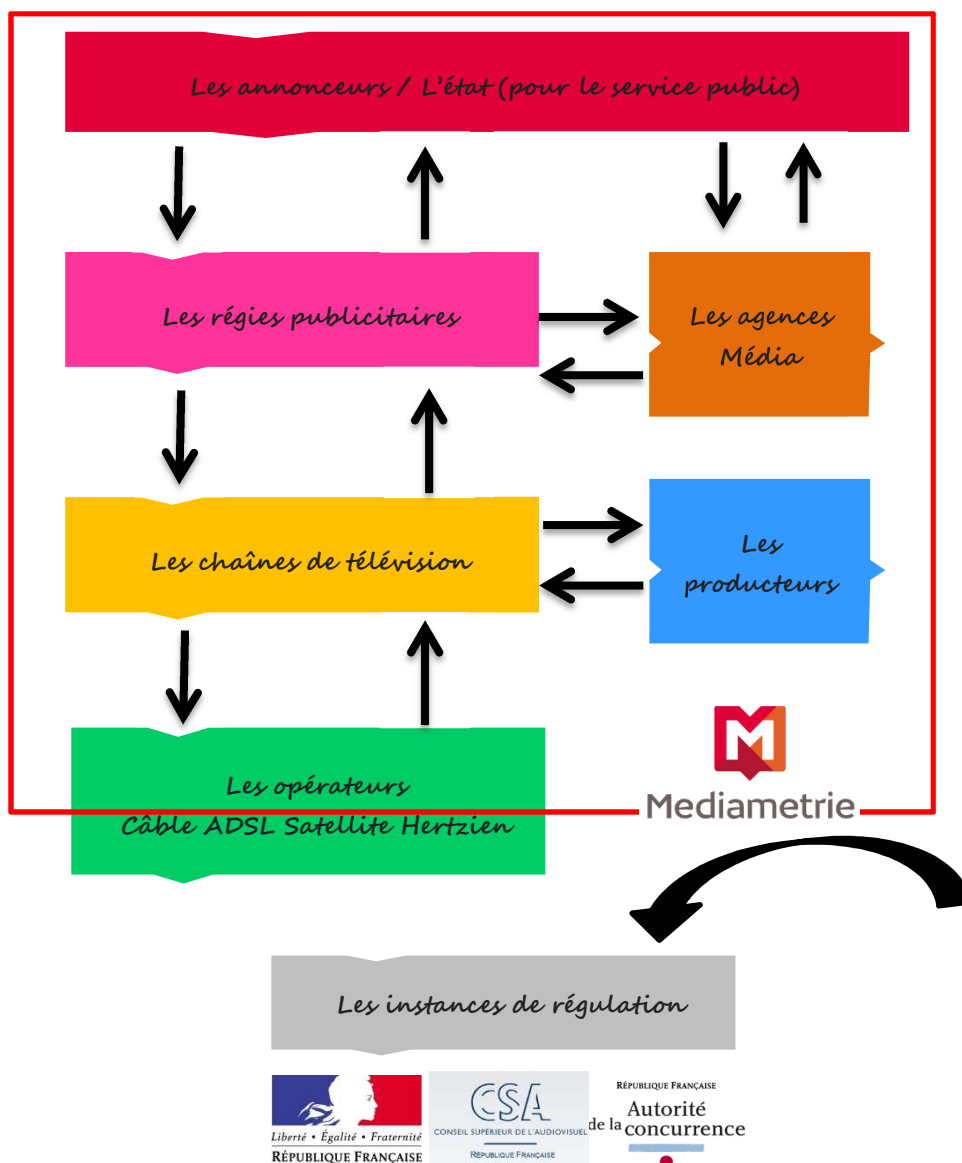 Les annonceurs / L'état (pour le service public)
Les régies publicitaires
Les agences
Média
Les chaînes de télévision
Les
producteurs
Les opérateurs
Câble ADSL Satellite Hertzien
M
Mediametrie
Les instances de régulation
Liberté • Égalité • Fraternité
RÉPUBLIQUE FRANÇAISE
CSA
CONSEIL SUPÉRIEUR DE L'AUDIOVISUEL
RÉPUBLIQUE FRANÇAISE
RÉPUBLIQUE FRANÇAISE
Autorité
de la concurrence